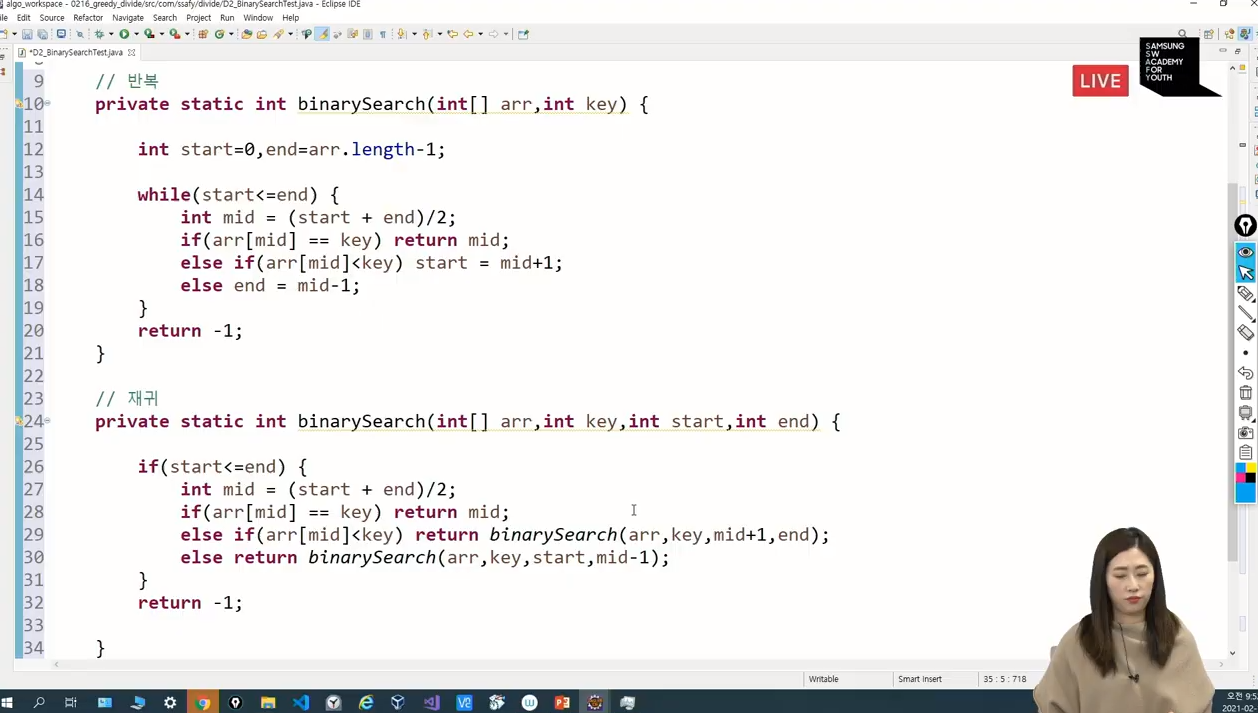 algo_workspace - 0216_greedy_divide/src/com/ssafy/divide/D2_BinarySearchTest.java - Eclipse IDE
Edit Source Refactor Navigate Search Project Run Window Help
*D2_BinarySearchTest.java
SAMSUNG
SW
ACADEMY
FOR
YOUTH
LIVE
9 // 반복
10 private static int binarySearch(int[] arr,int key) {
11
12 int start=0,end=arr.length-1;
13
14 while(start<=end) {
15 int mid = (start + end)/2;
16 if(arr[mid] == key) return mid;
17 else if(arr[mid]<key) start = mid+1;
18 else end = mid-1;
19 }
20 return -1;
21 }
22
23 // 재귀
24 private static int binarySearch(int[] arr,int key,int start,int end) {
25
26 if(start<=end) {
27 int mid = (start + end)/2;
28 if(arr[mid] == key) return mid;
29 else if(arr[mid]<key) return binarySearch(arr,key,mid+1,end);
30 else return binarySearch(arr,key,start,mid-1);
31 }
32 return -1;
33
34 }
Writable Smart Insert 35 : 5 : 718
오전